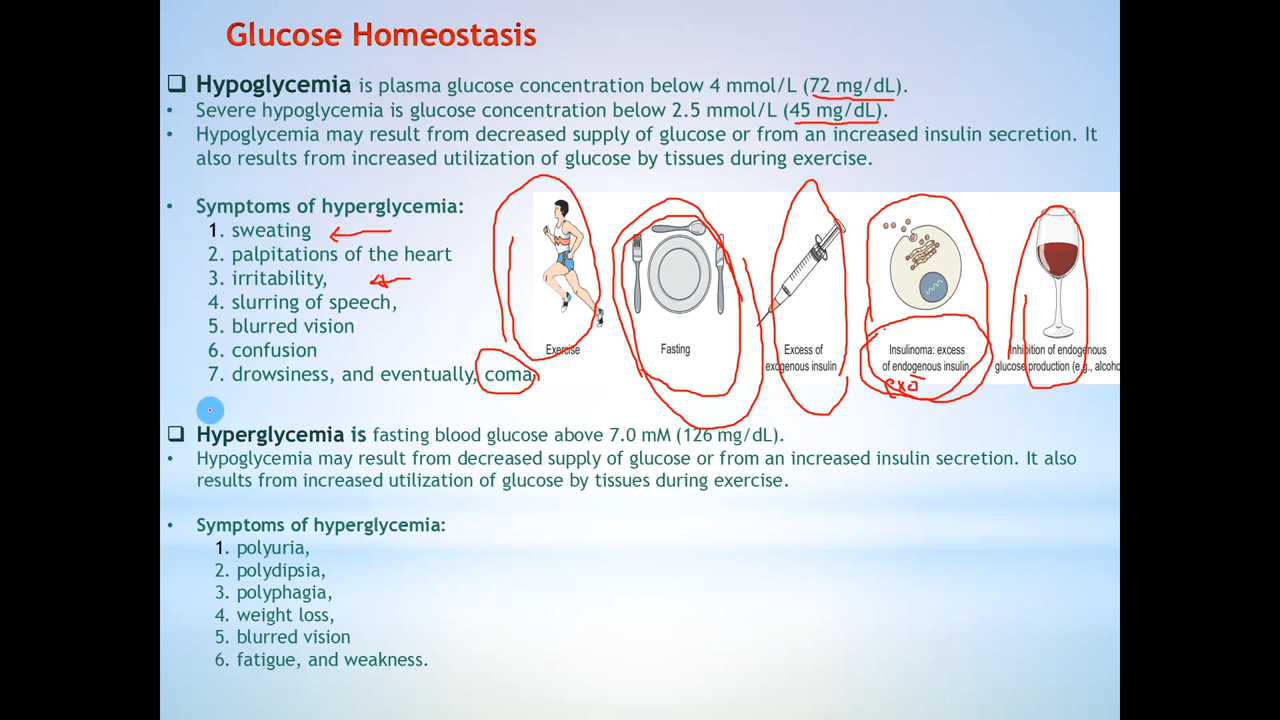 Glucose Homeostasis
❑ Hypoglycemia is plasma glucose concentration below 4 mmol/L (72 mg/dL).
• Severe hypoglycemia is glucose concentration below 2.5 mmol/L (45 mg/dL).
• Hypoglycemia may result from decreased supply of glucose or from an increased insulin secretion. It
also results from increased utilization of glucose by tissues during exercise.
• Symptoms of hyperglycemia:
1. sweating
2. palpitations of the heart
3. irritability,
4. slurring of speech,
5. blurred vision
6. confusion
7. drowsiness, and eventually, coma
Exercise
Fasting
Excess of
exogenous insulin
Insulinoma: excess
of endogenous insulin
exo
Inhibition of endogenous
glucose production (e.g., alcoho
❑ Hyperglycemia is fasting blood glucose above 7.0 mM (126 mg/dL).
• Hypoglycemia may result from decreased supply of glucose or from an increased insulin secretion. It also
results from increased utilization of glucose by tissues during exercise.
• Symptoms of hyperglycemia:
1. polyuria,
2. polydipsia,
3. polyphagia,
4. weight loss,
5. blurred vision
6. fatigue, and weakness.